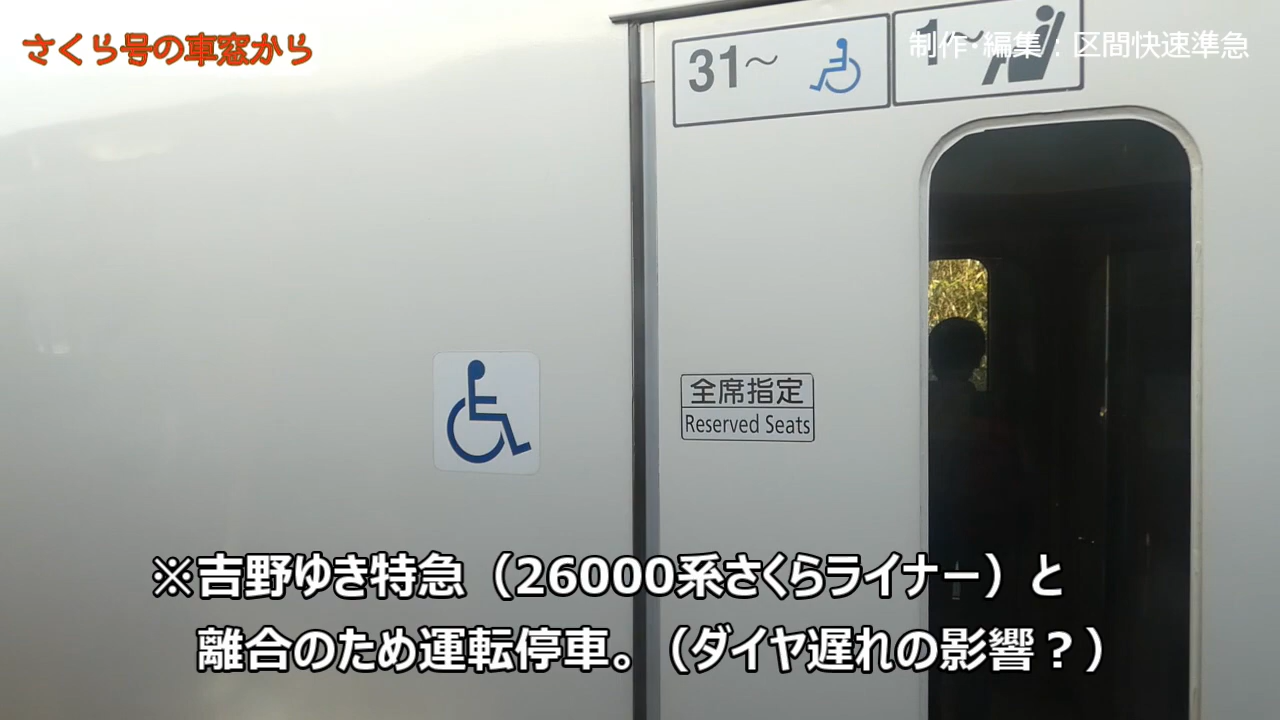 さくら号の車窓から
制作・編集：区間快速準急
31～
1～
全席指定
Reserved Seats
※吉野ゆき特急（26000系さくらライナー）と
離合のため運転停車。（ダイヤ遅れの影響？）